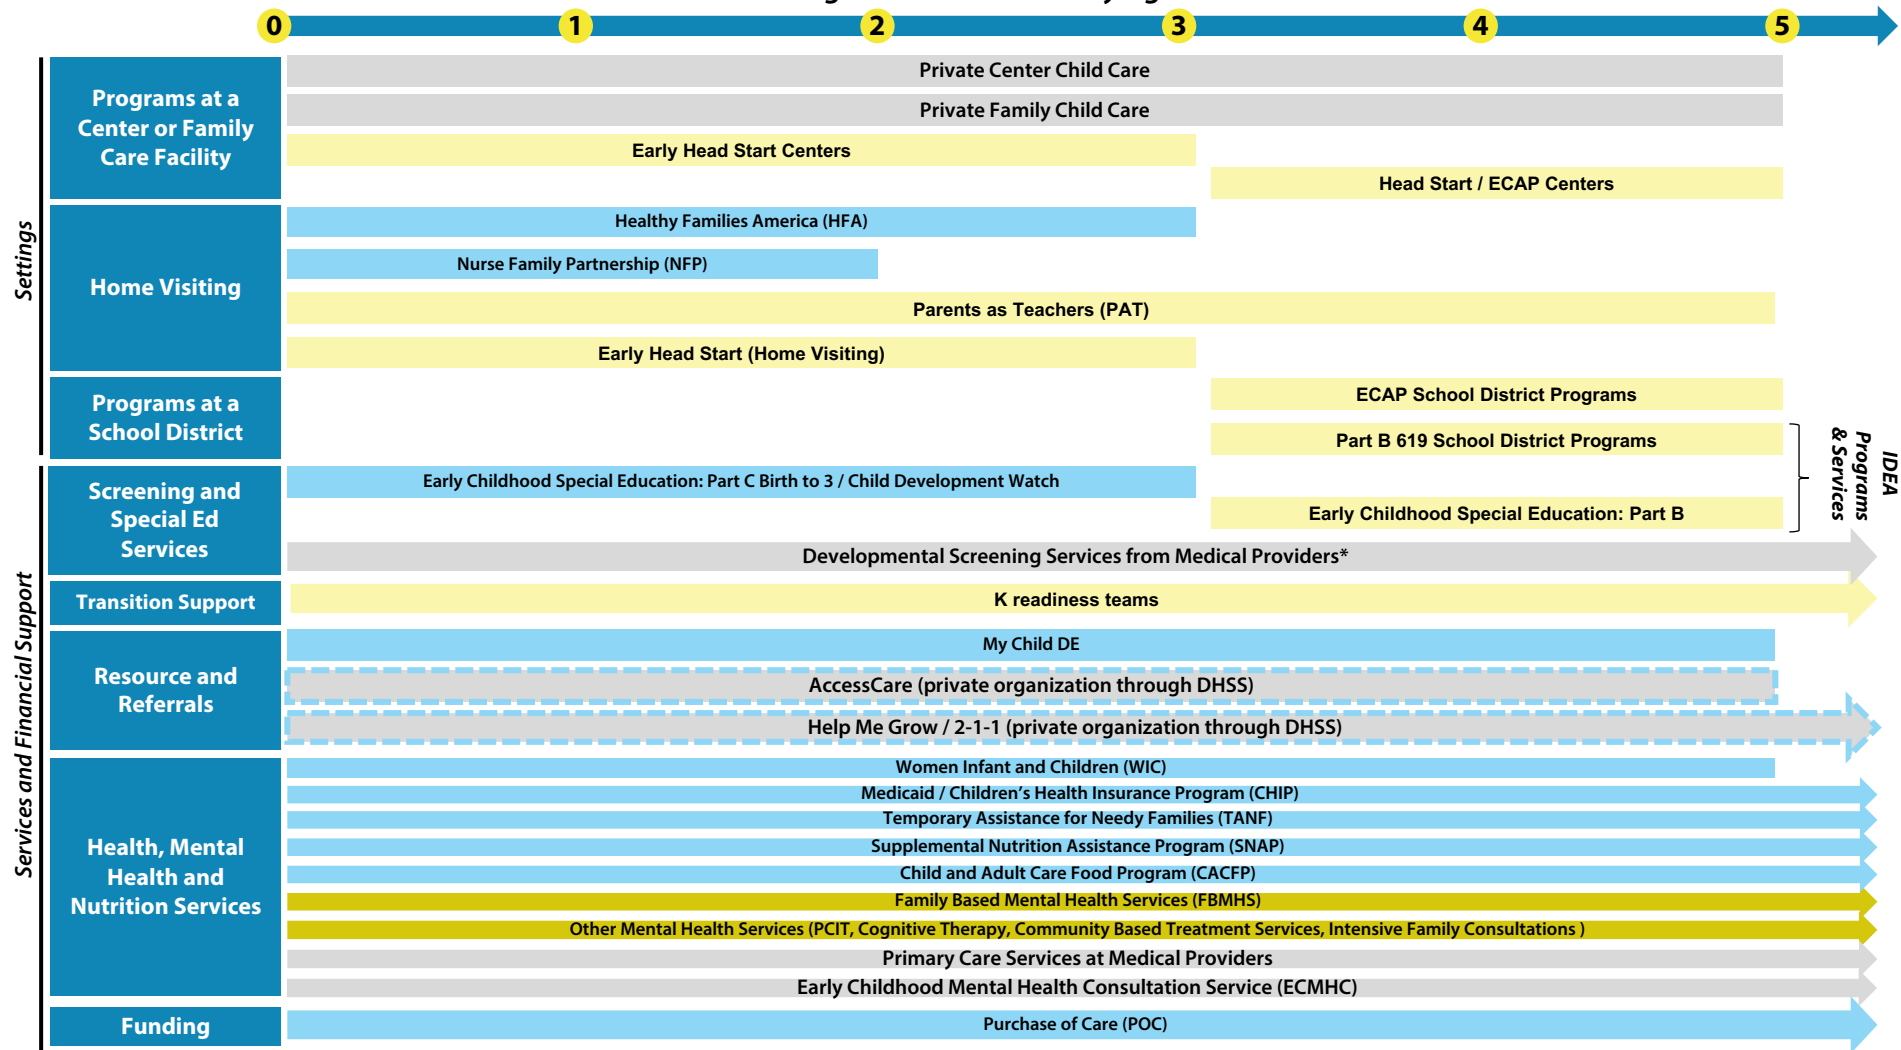 0 1 2 3 4 5
Settings
Programs at a
Center or Family
Care Facility
Private Center Child Care
Private Family Child Care
Early Head Start Centers
Head Start / ECAP Centers
Home Visiting
Healthy Families America (HFA)
Nurse Family Partnership (NFP)
Parents as Teachers (PAT)
Early Head Start (Home Visiting)
Programs at a
School District
ECAP School District Programs
Part B 619 School District Programs
IDEA
Programs
& Services
Services and Financial Support
Screening and
Special Ed
Services
Early Childhood Special Education: Part C Birth to 3 / Child Development Watch
Early Childhood Special Education: Part B
Developmental Screening Services from Medical Providers*
Transition Support
K readiness teams
Resource and
Referrals
My Child DE
AccessCare (private organization through DHSS)
Help Me Grow / 2-1-1 (private organization through DHSS)
Health, Mental
Health and
Nutrition Services
Women Infant and Children (WIC)
Medicaid / Children's Health Insurance Program (CHIP)
Temporary Assistance for Needy Families (TANF)
Supplemental Nutrition Assistance Program (SNAP)
Child and Adult Care Food Program (CACFP)
Family Based Mental Health Services (FBMHS)
Other Mental Health Services (PCIT, Cognitive Therapy, Community Based Treatment Services, Intensive Family Consultations )
Primary Care Services at Medical Providers
Early Childhood Mental Health Consultation Service (ECMHC)
Funding
Purchase of Care (POC)